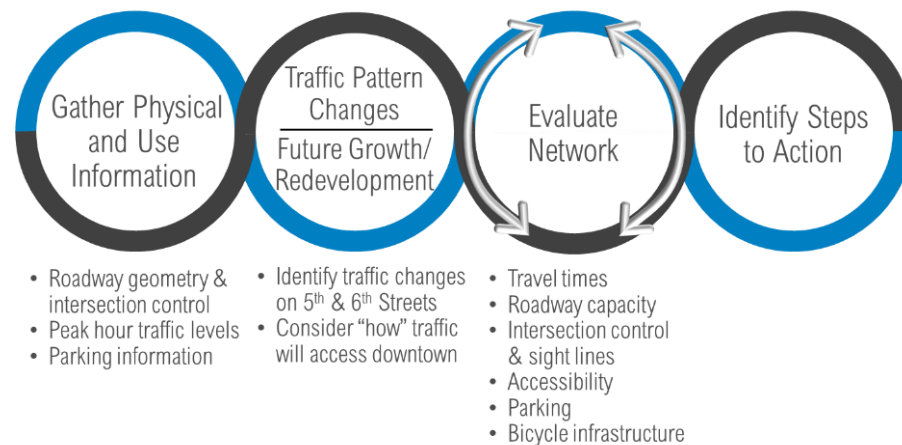 Gather Physical
and Use
Information
Traffic Pattern
Changes
Future Growth/
Redevelopment
Evaluate
Network
Identify Steps
to Action
• Roadway geometry &
intersection control
• Peak hour traffic levels
• Parking information
• Identify traffic changes
on 5th & 6th Streets
• Consider “how” traffic
will access downtown
• Travel times
• Roadway capacity
• Intersection control
& sight lines
• Accessibility
• Parking
• Bicycle infrastructure